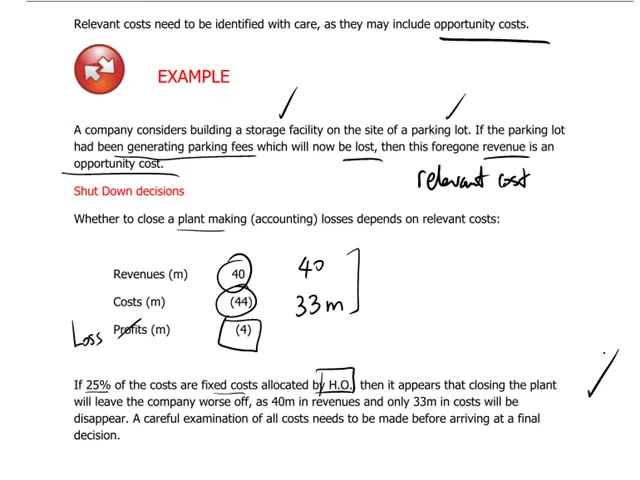 Relevant costs need to be identified with care, as they may include opportunity costs.
EXAMPLE
A company considers building a storage facility on the site of a parking lot. If the parking lot
had been generating parking fees which will now be lost, then this foregone revenue is an
opportunity cost.
relevant cost
Shut Down decisions
Whether to close a plant making (accounting) losses depends on relevant costs:
Revenues (m) 40 40
Costs (m) (44) 33m
Loss Profits (m) (4)
If 25% of the costs are fixed costs allocated by H.O. then it appears that closing the plant
will leave the company worse off, as 40m in revenues and only 33m in costs will be
disappear. A careful examination of all costs needs to be made before arriving at a final
decision.